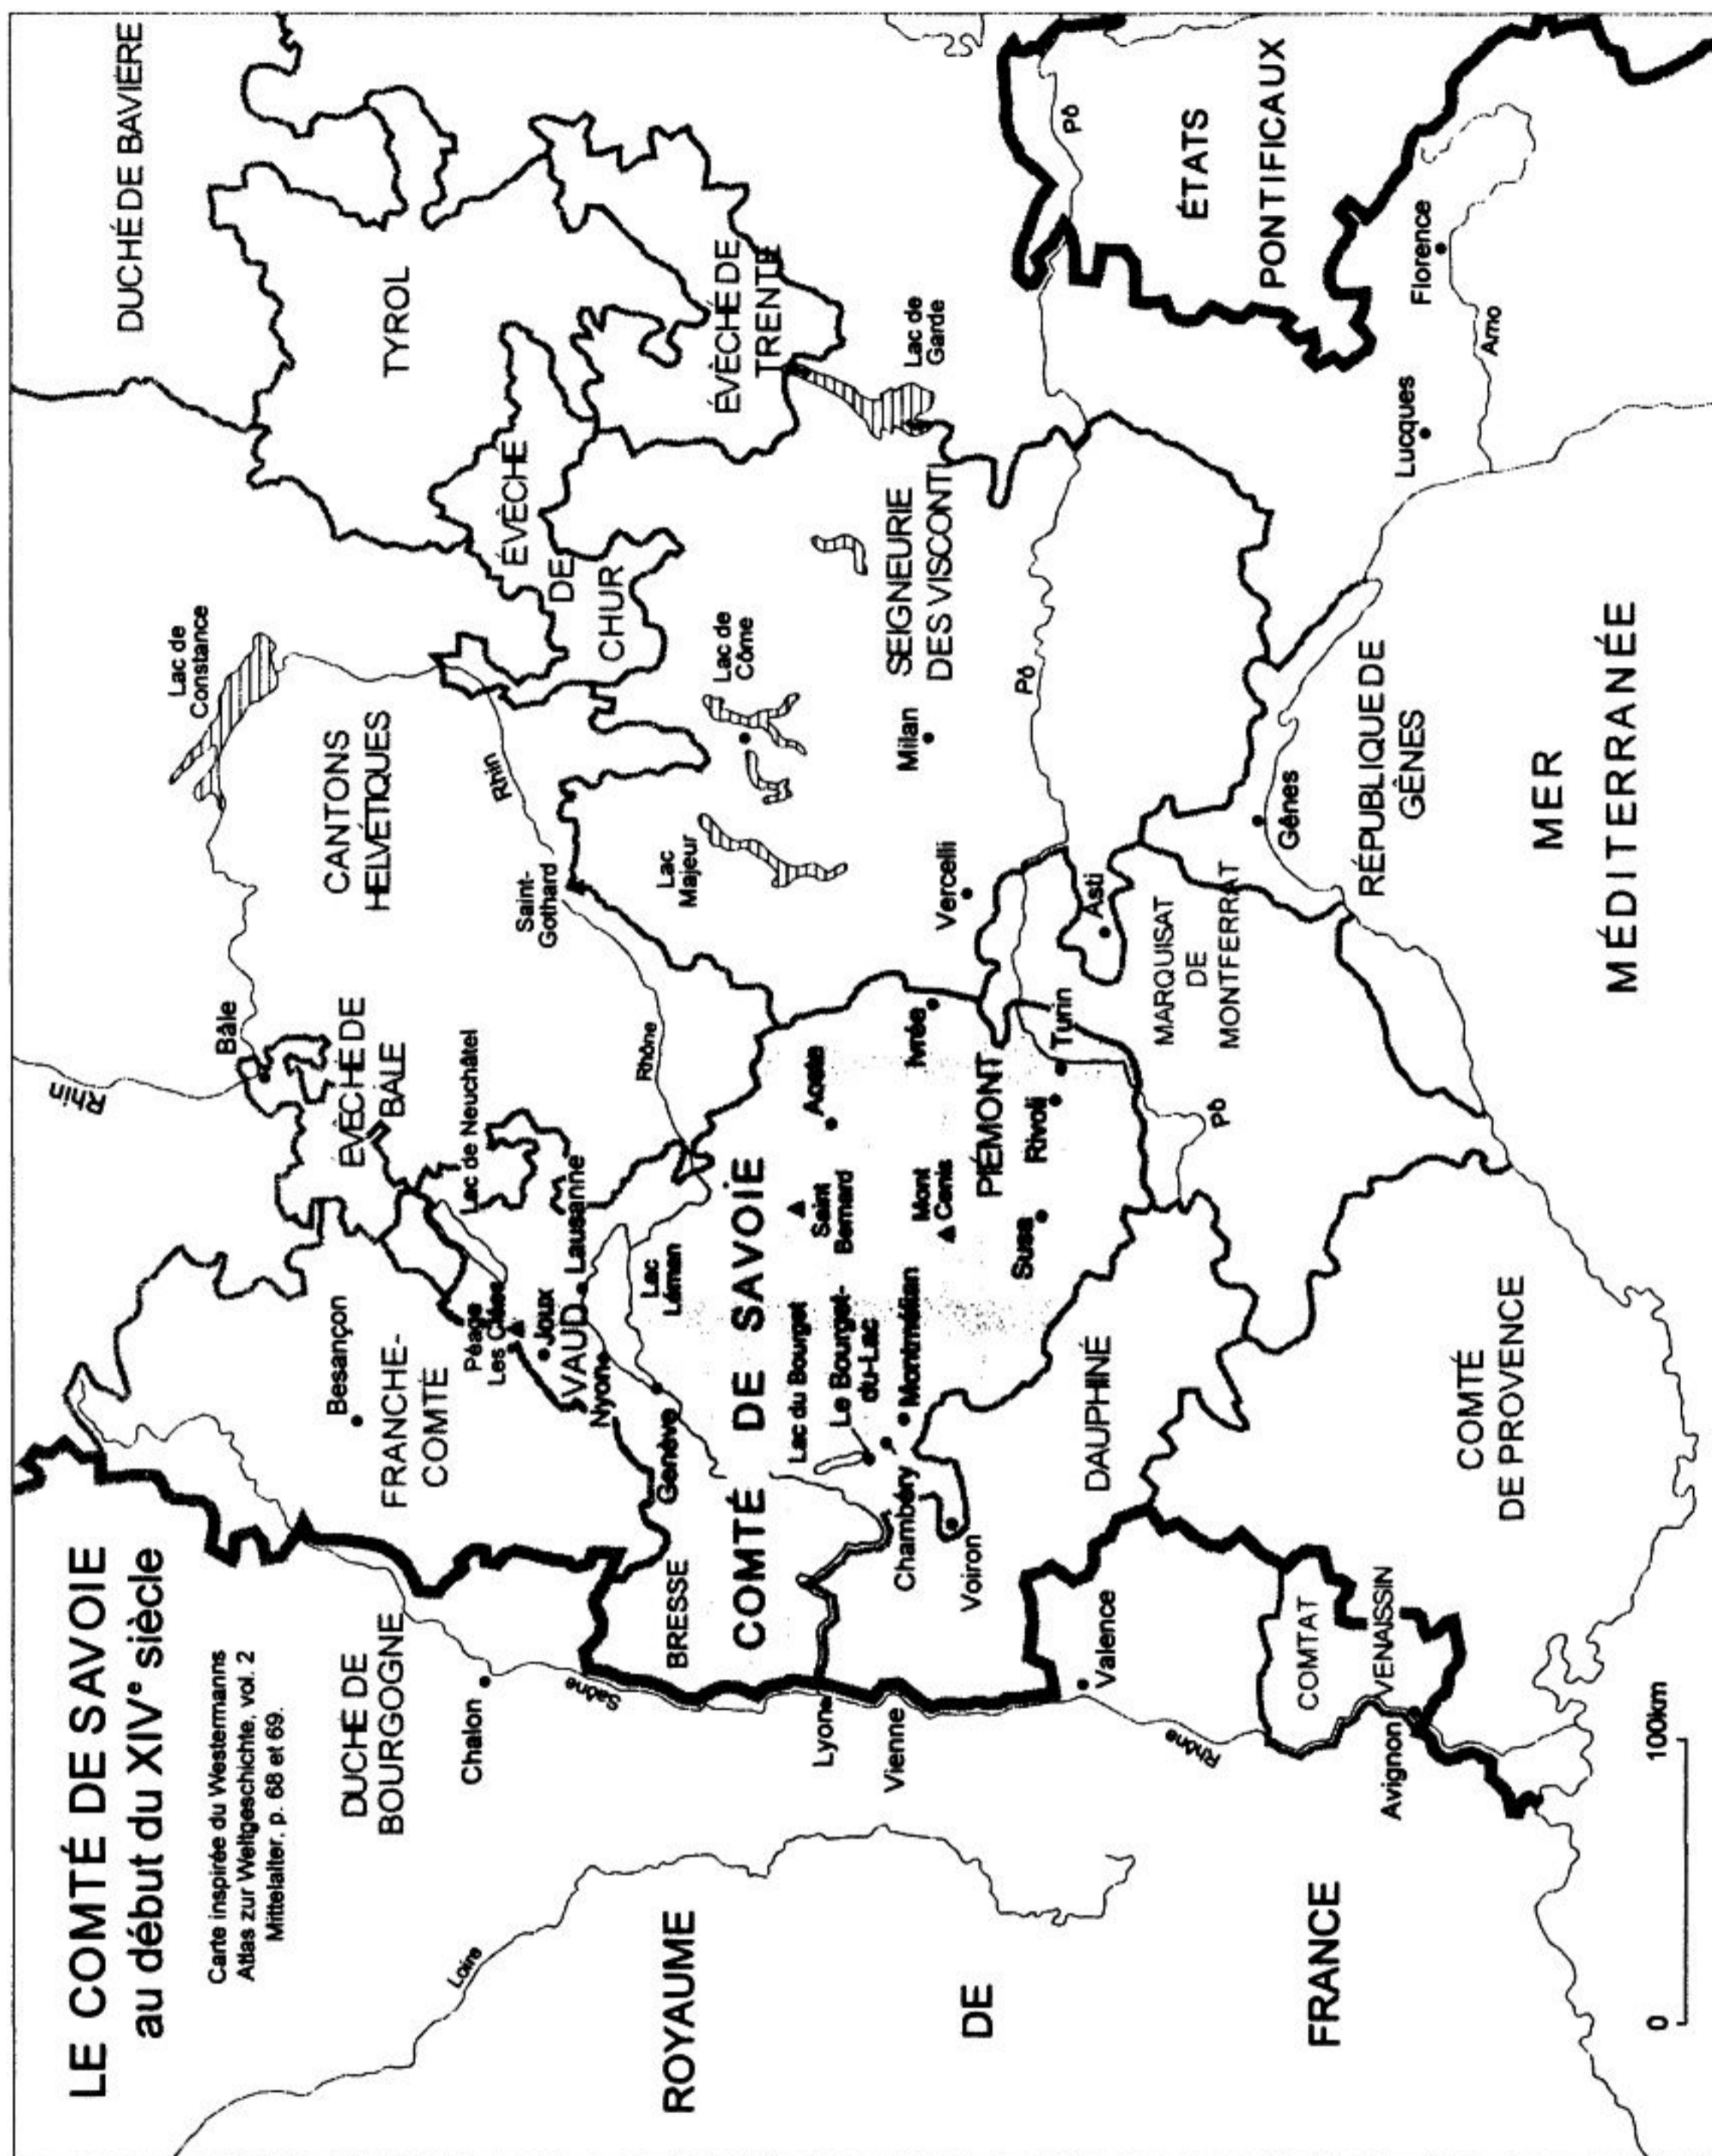 LE COMTÉ DE SAVOIE
au début du XIVe siècle
Carte inspirée du Westermanns
Atlas zur Weltgeschichte, vol. 2
Mittelalter, p. 68 et 69.
DUCHÉ DE BAVIÈRE
Rhin
Bâle
Lac de
Constance
TYROL
CANTONS
HELVÉTIQUES
ÉVÊCHÉ DE
BÂLE
Besançon
FRANCHE-
COMTÉ
DUCHÉ DE
BOURGOGNE
Chalon
Loire
Saône
Lac de Neuchâtel
Péage
Les Clées
Joux
VAUD
Lausanne
Nyon
Rhin
Saint-
Gothard
ÉVÊCHÉ
DE
CHUR
ÉVÊCHÉ DE
TRENTE
Rhône
Lac
Léman
Genève
BRESSE
ROYAUME
DE
FRANCE
COMTÉ DE SAVOIE
Lac
Majeur
Lac de
Côme
Lac de
Garde
Aoste
Saint
Bernard
Lac du Bourget
Le Bourget-
du-Lac
Montmélian
Chambéry
Voiron
Lyon
Vienne
Mont
Cenis
PIÉMONT
Ivrée
Vercelli
Milan
SEIGNEURIE
DES VISCONTI
Suse
Rivoli
Turin
Asti
Pô
Pô
Pô
ÉTATS
PONTIFICAUX
DAUPHINÉ
Valence
Rhône
MARQUISAT
DE
MONTFERRAT
Gênes
RÉPUBLIQUE DE
GÊNES
Lucques
Florence
Arno
COMTAT
VENAISSIN
Avignon
COMTÉ
DE PROVENCE
MER
MÉDITERRANÉE
0 100km